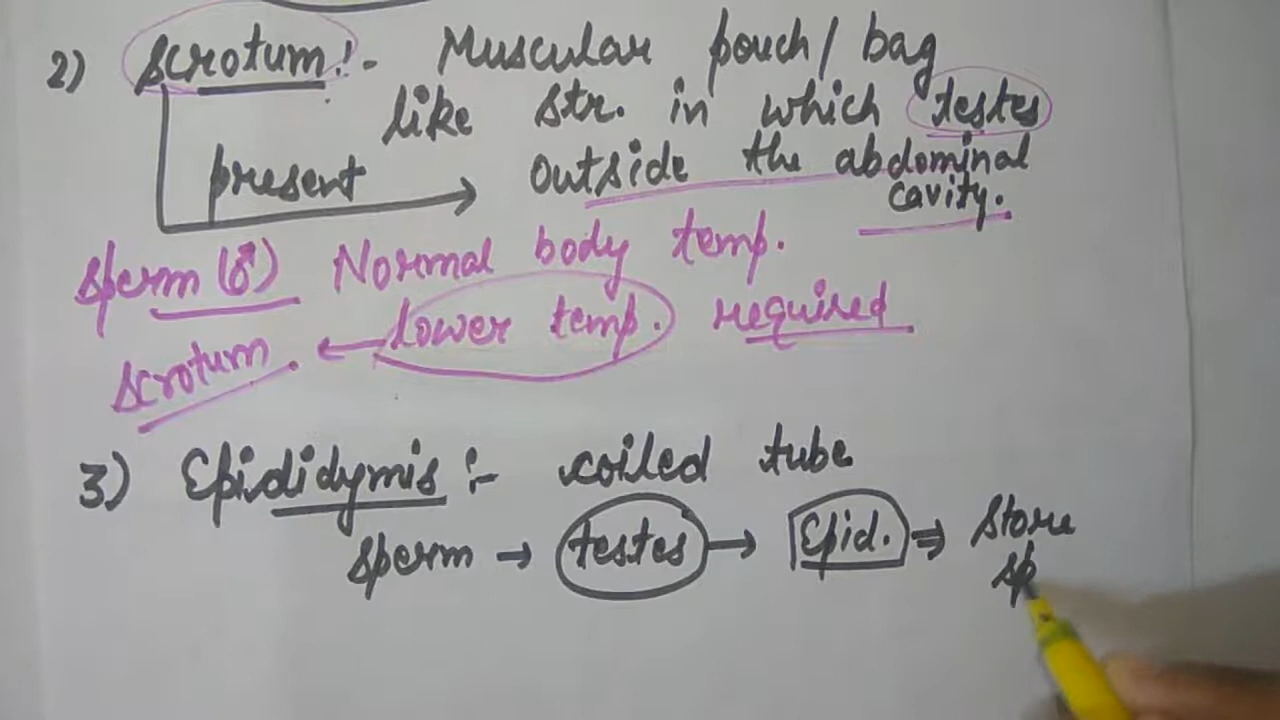 2) Scrotum :- Muscular pouch/bag
like str. in which testes
present → outside the abdominal
cavity.
sperm (♂) Normal body temp.
Scrotum. ← Lower temp. required
3) Epididymis :- coiled tube
sperm → testes → Epid. ⇒ Store
sp